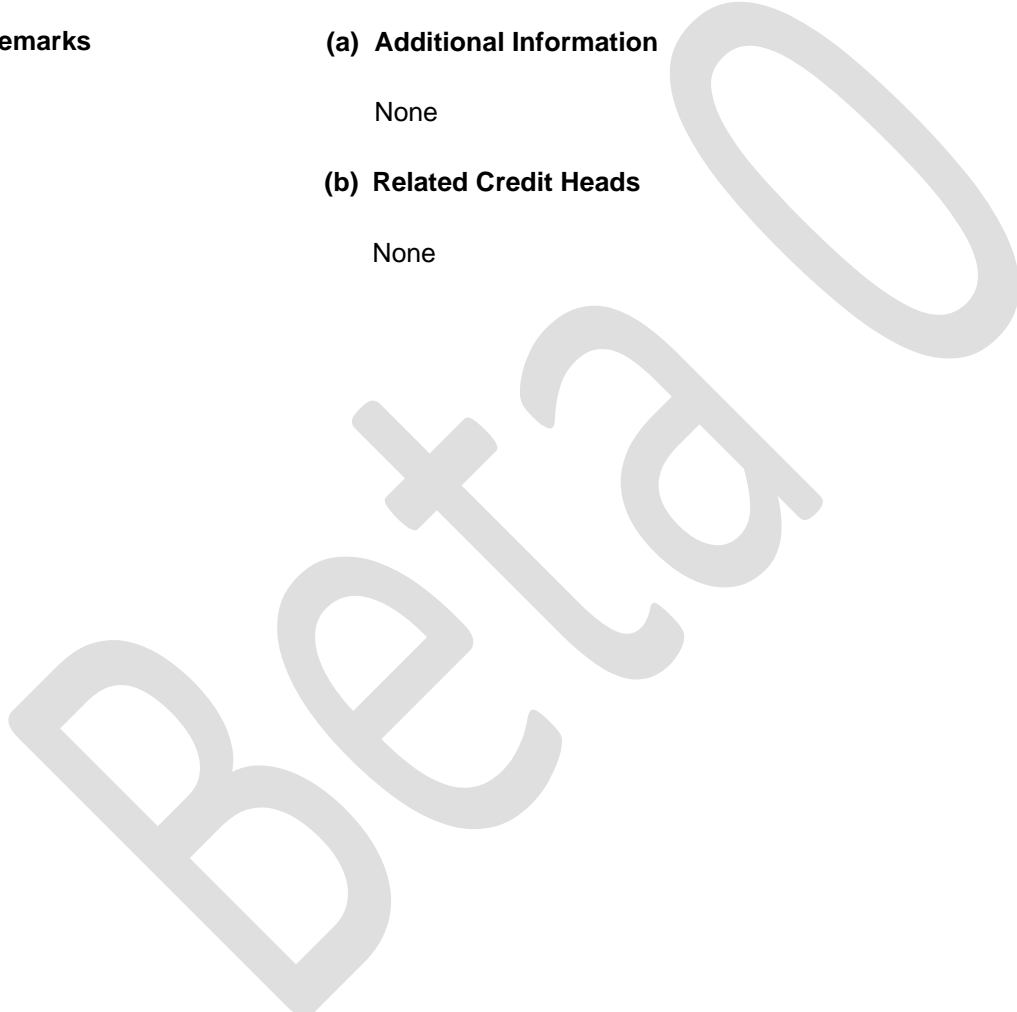 emarks
(a) Additional Information
None
(b) Related Credit Heads
None
Beta 0